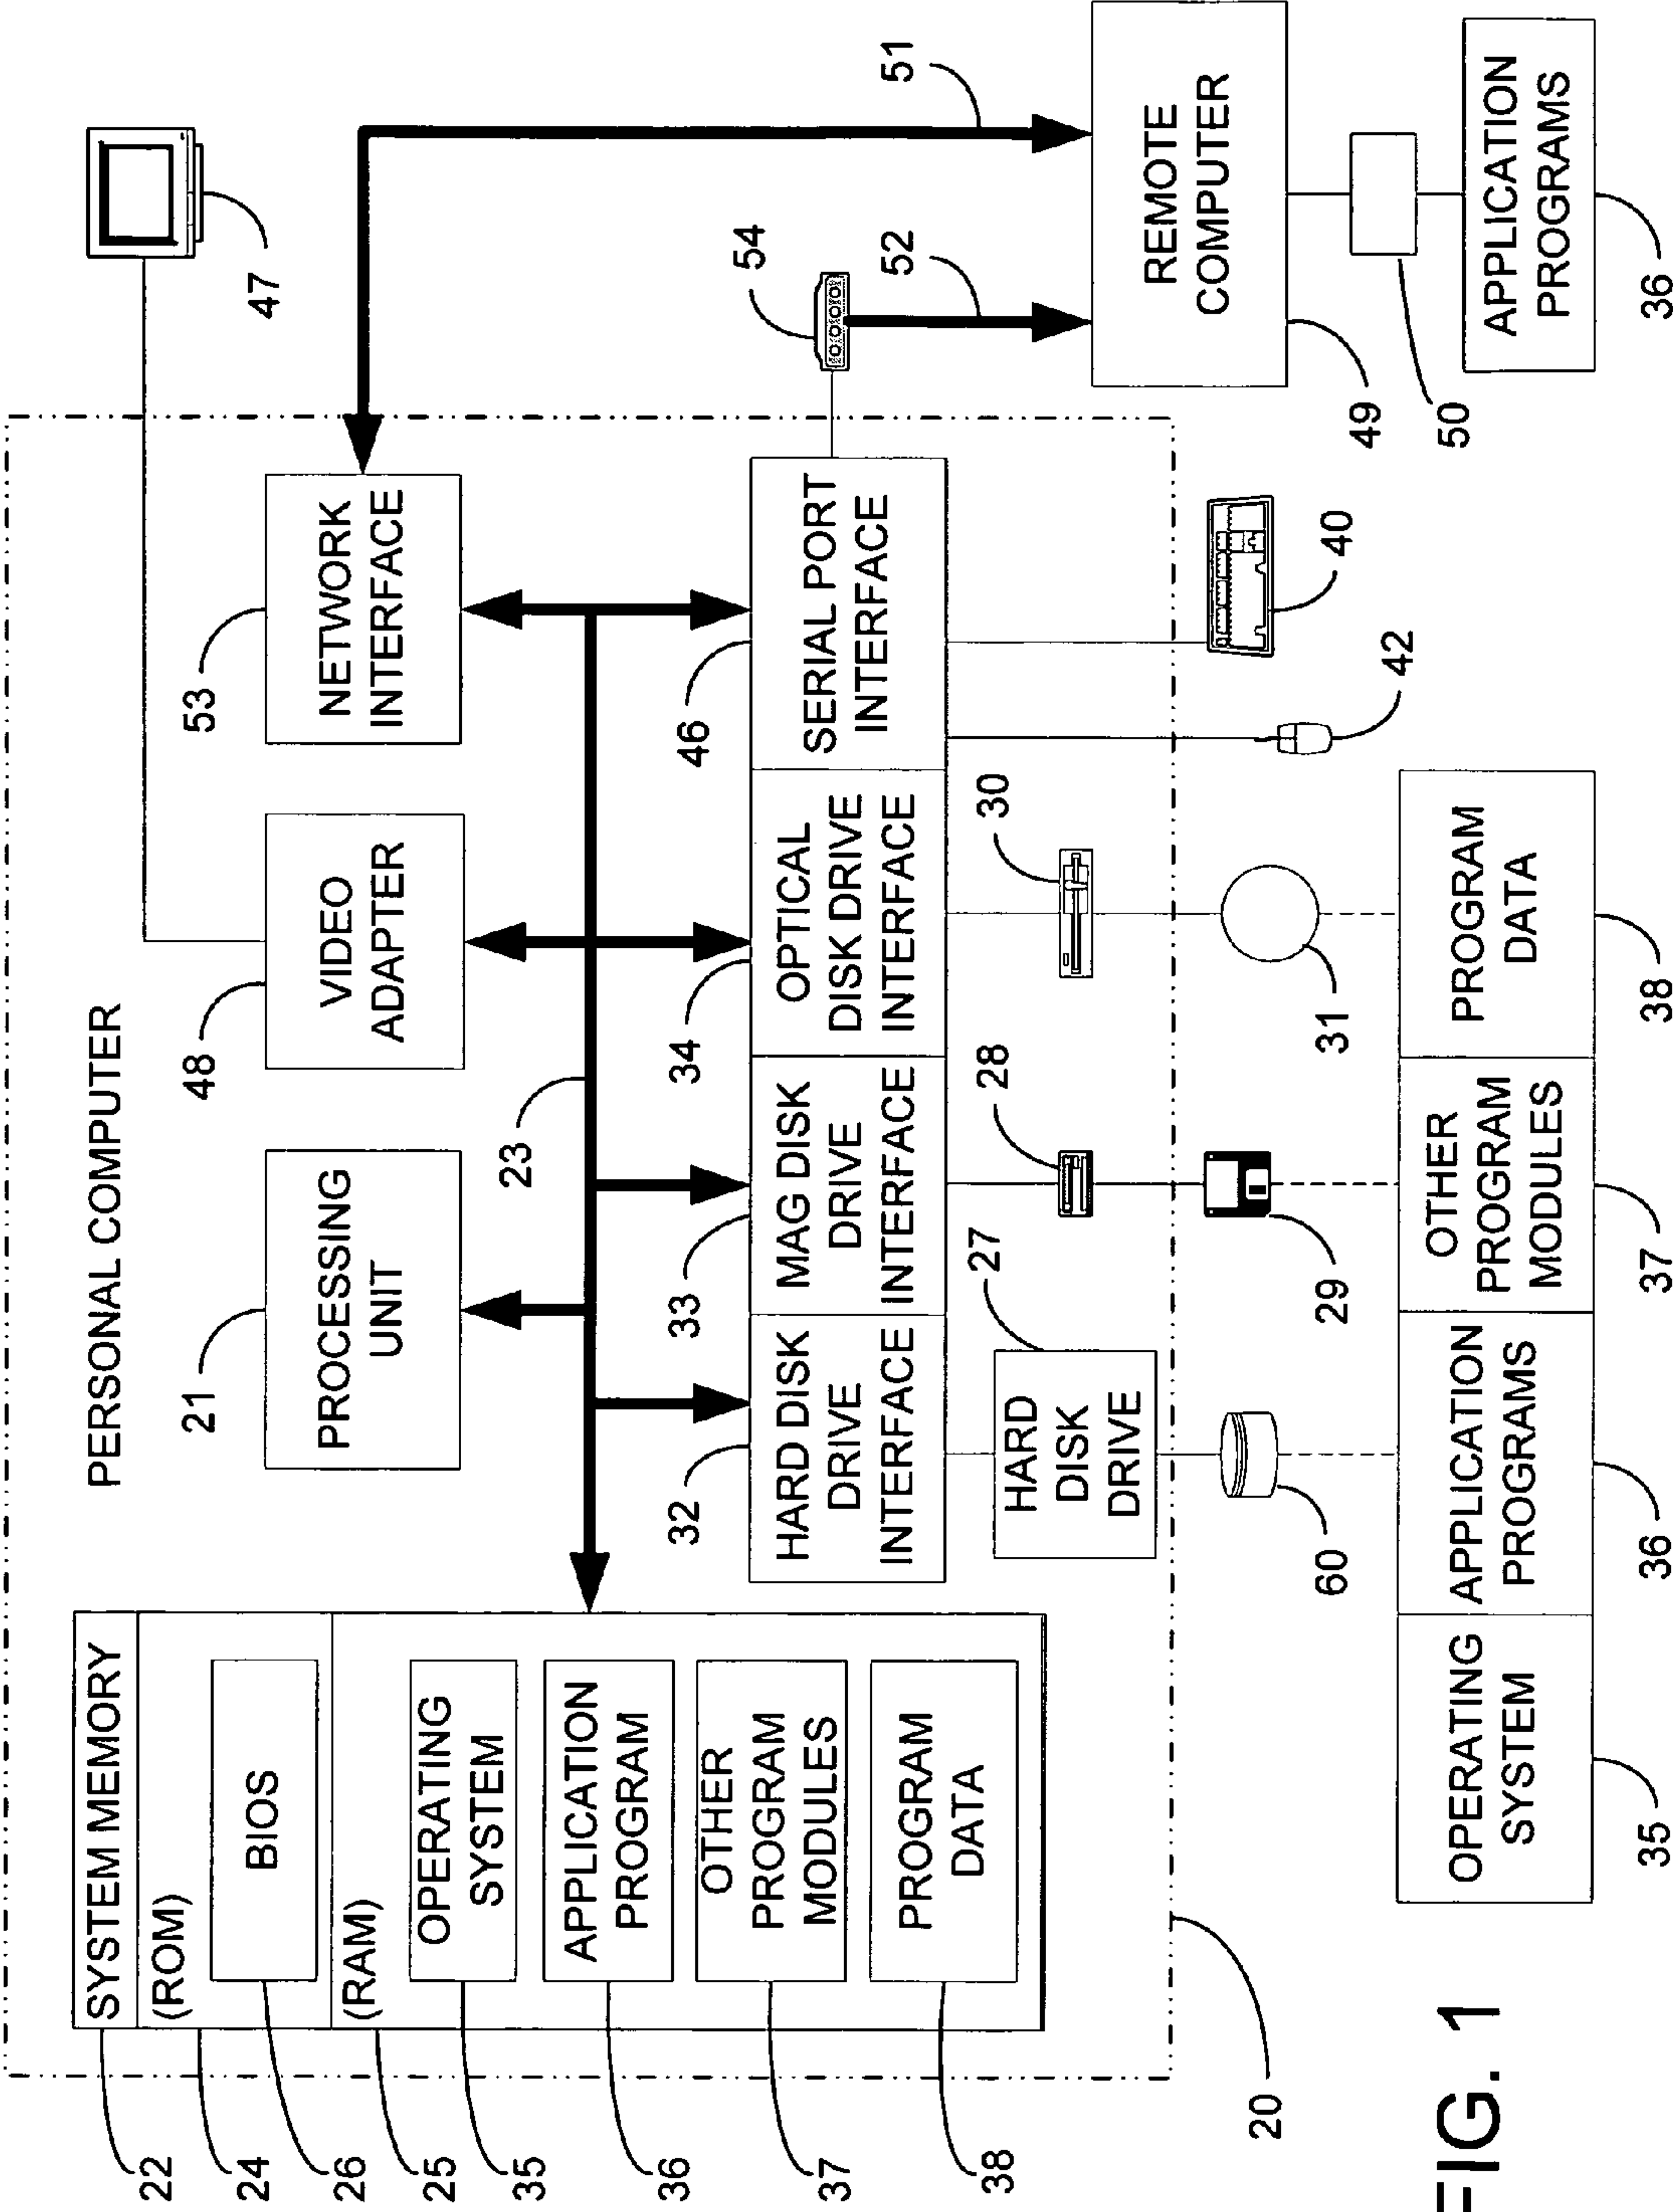 PERSONAL COMPUTER
22
SYSTEM MEMORY
24
(ROM)
26
BIOS
25
(RAM)
35
OPERATING
SYSTEM
36
APPLICATION
PROGRAM
37
OTHER
PROGRAM
MODULES
38
PROGRAM
DATA
21
PROCESSING
UNIT
48
VIDEO
ADAPTER
53
NETWORK
INTERFACE
47
23
32
HARD DISK
DRIVE
INTERFACE
33
MAG DISK
DRIVE
INTERFACE
34
OPTICAL
DISK DRIVE
INTERFACE
46
SERIAL PORT
INTERFACE
54
52
51
27
HARD
DISK
DRIVE
28
30
20
60
29
31
42
40
REMOTE
COMPUTER
49
50
OPERATING
SYSTEM
35
APPLICATION
PROGRAMS
36
OTHER
PROGRAM
MODULES
37
PROGRAM
DATA
38
APPLICATION
PROGRAMS
36
FIG. 1